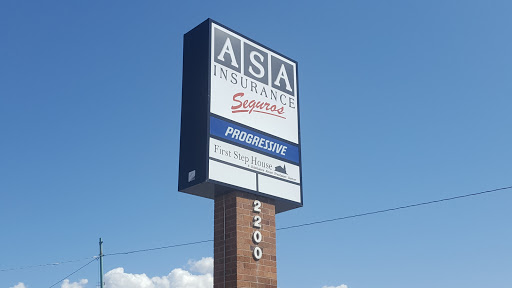 ASA
INSURANCE
Seguros
PROGRESSIVE
First Step House
2200